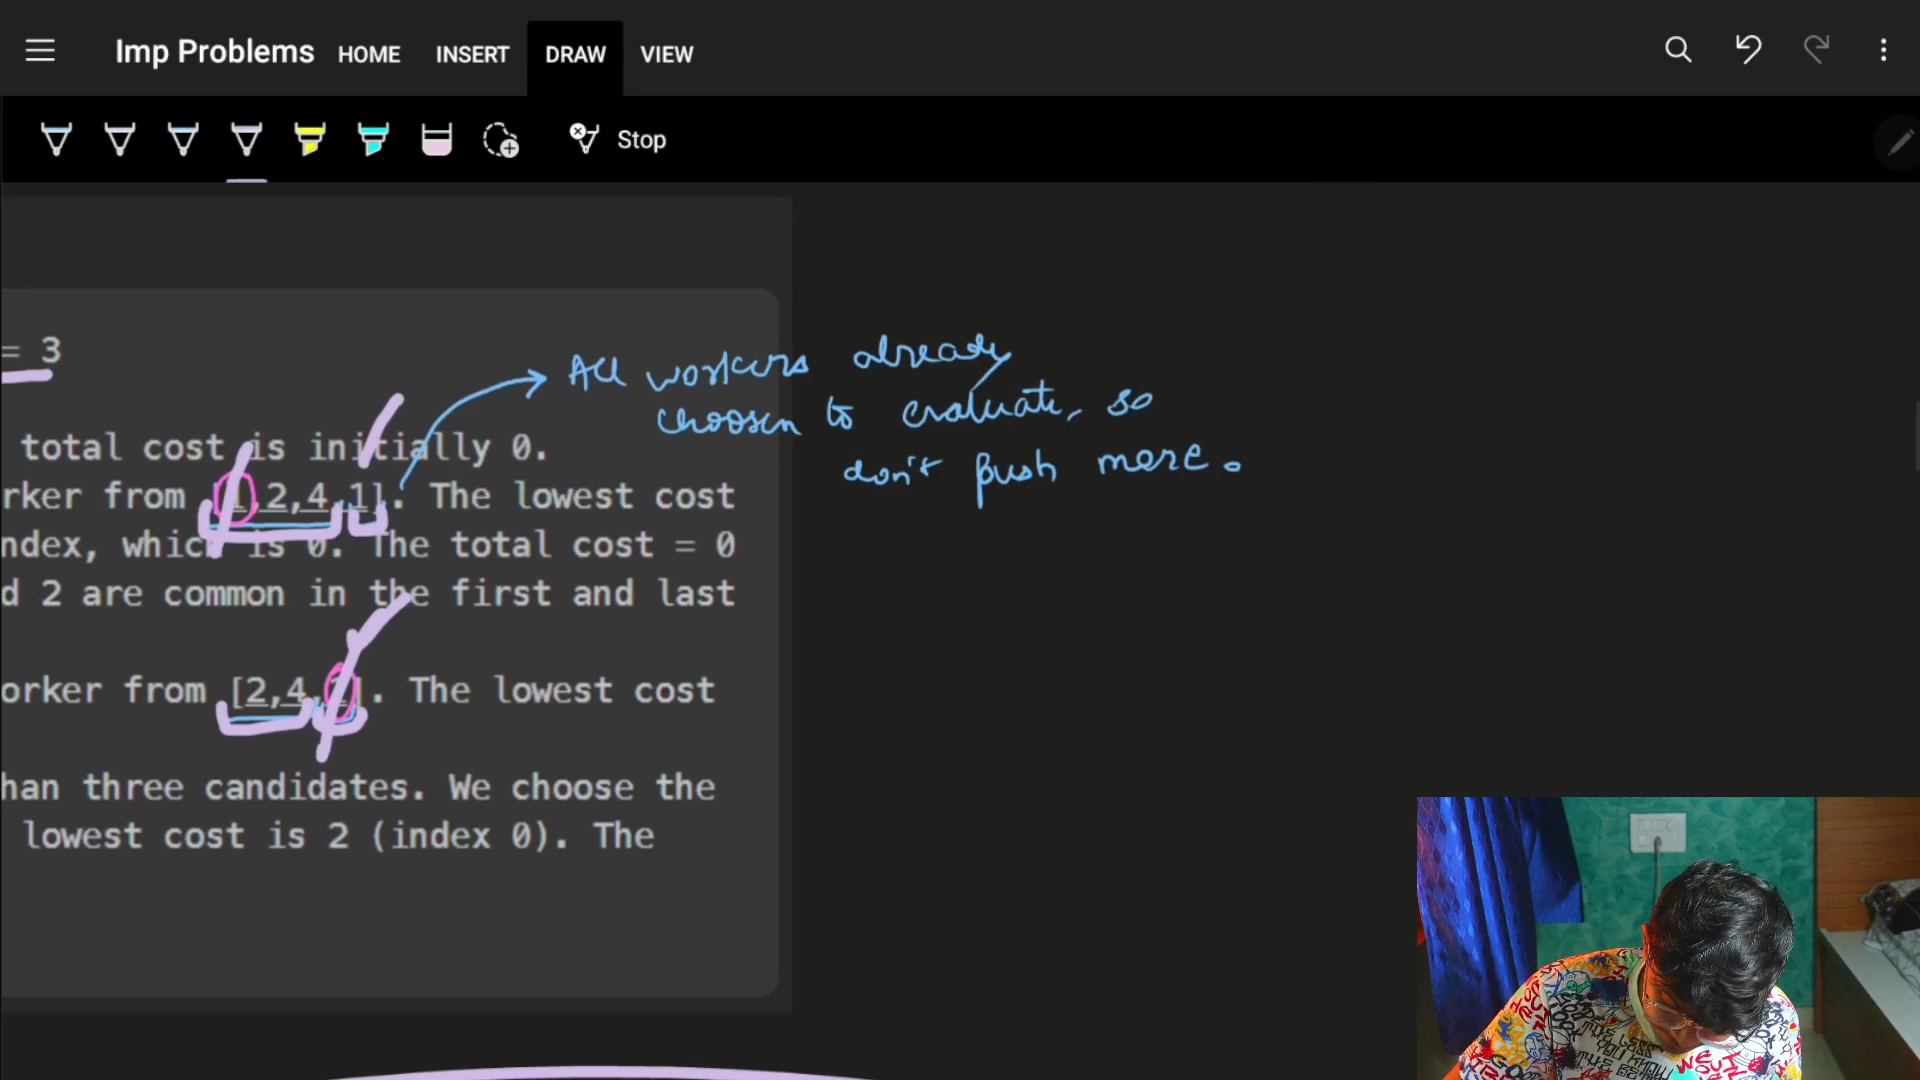 Imp Problems HOME INSERT DRAW VIEW
Stop
= 3
total cost is initially 0.
rker from [1,2,4,1]. The lowest cost
ndex, which is 0. The total cost = 0
d 2 are common in the first and last
orker from [2,4,1]. The lowest cost
han three candidates. We choose the
lowest cost is 2 (index 0). The
All workers already
choosen to evaluate, so
don't push more.